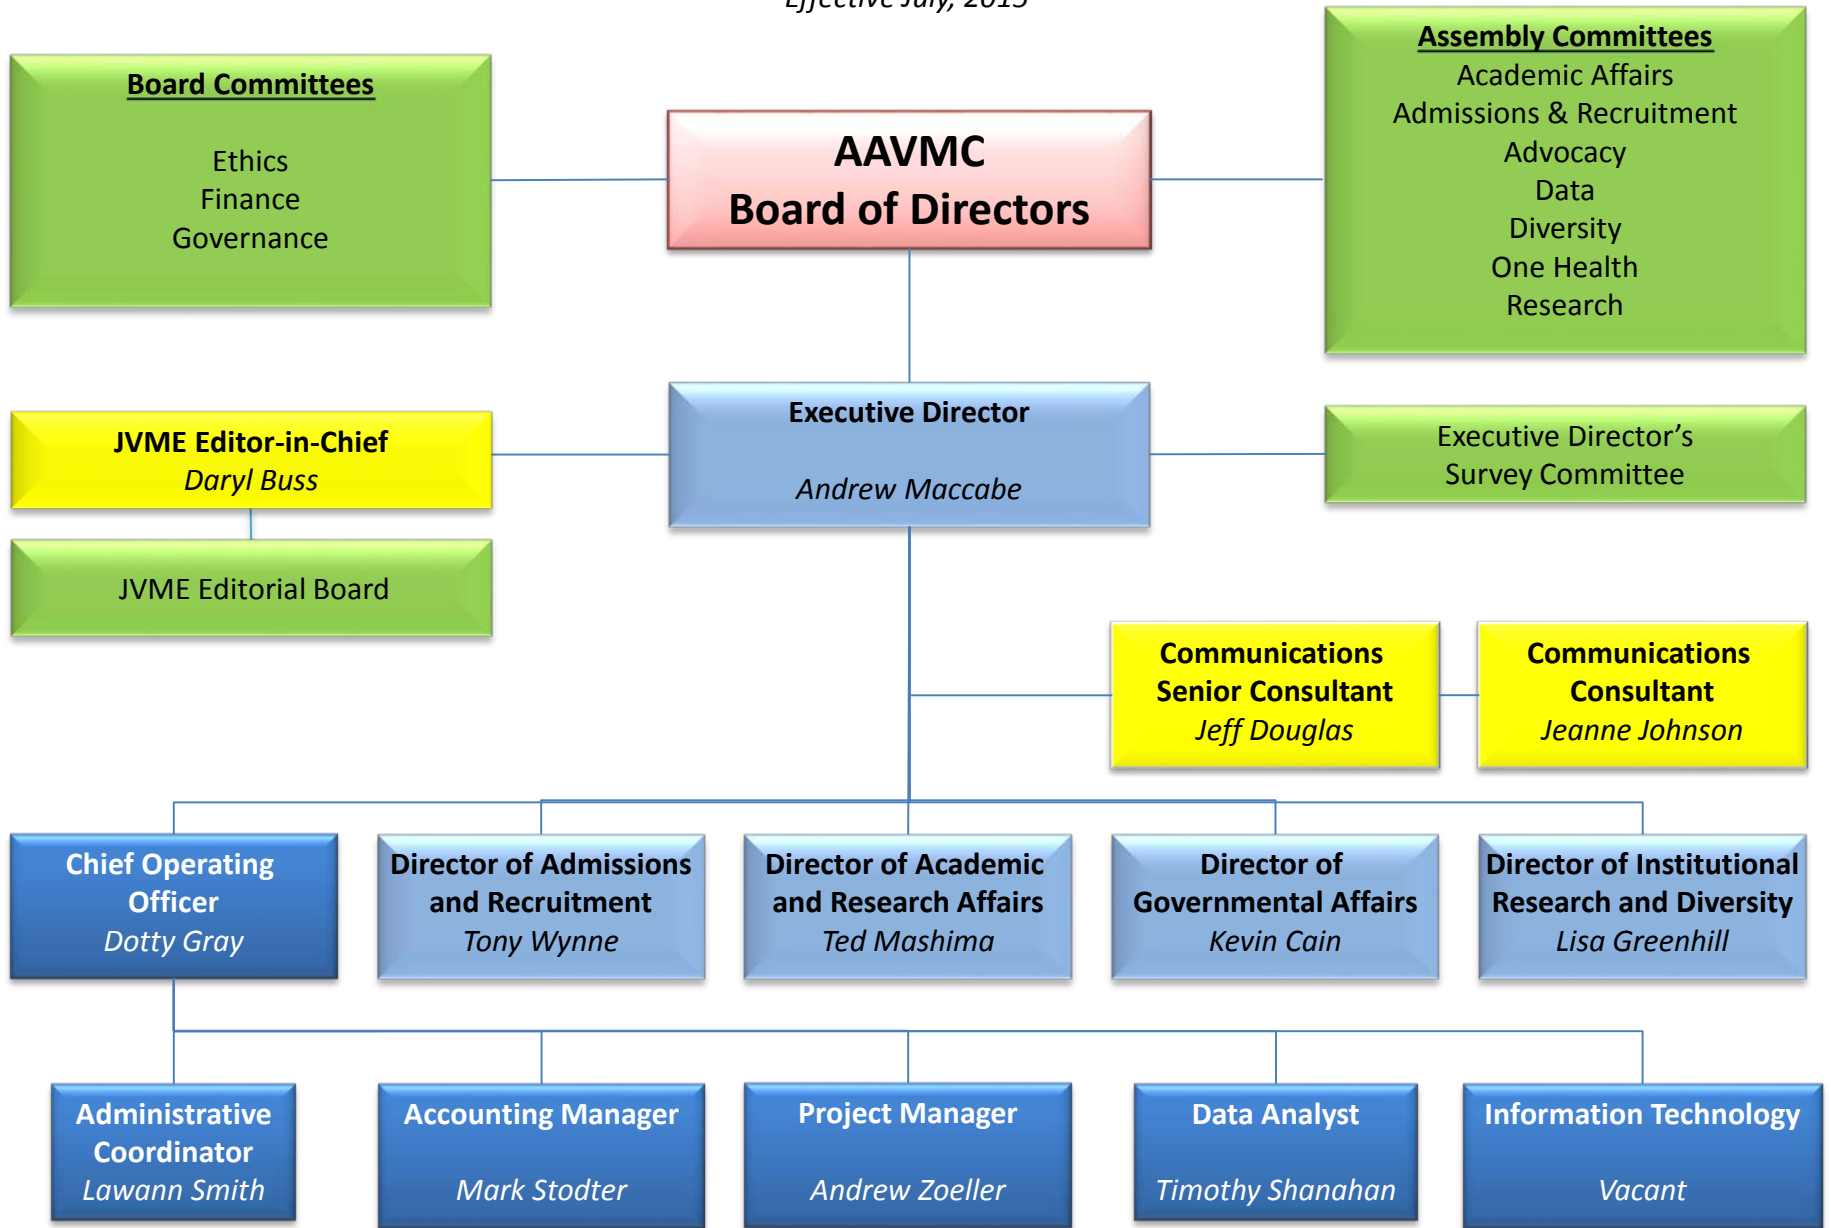 Effective July, 2015
Board Committees
Ethics
Finance
Governance
AAVMC
Board of Directors
Assembly Committees
Academic Affairs
Admissions & Recruitment
Advocacy
Data
Diversity
One Health
Research
JVME Editor-in-Chief
Daryl Buss
Executive Director
Andrew Maccabe
Executive Director’s
Survey Committee
JVME Editorial Board
Communications
Senior Consultant
Jeff Douglas
Communications
Consultant
Jeanne Johnson
Chief Operating
Officer
Dotty Gray
Director of Admissions
and Recruitment
Tony Wynne
Director of Academic
and Research Affairs
Ted Mashima
Director of
Governmental Affairs
Kevin Cain
Director of Institutional
Research and Diversity
Lisa Greenhill
Administrative
Coordinator
Lawann Smith
Accounting Manager
Mark Stodter
Project Manager
Andrew Zoeller
Data Analyst
Timothy Shanahan
Information Technology
Vacant